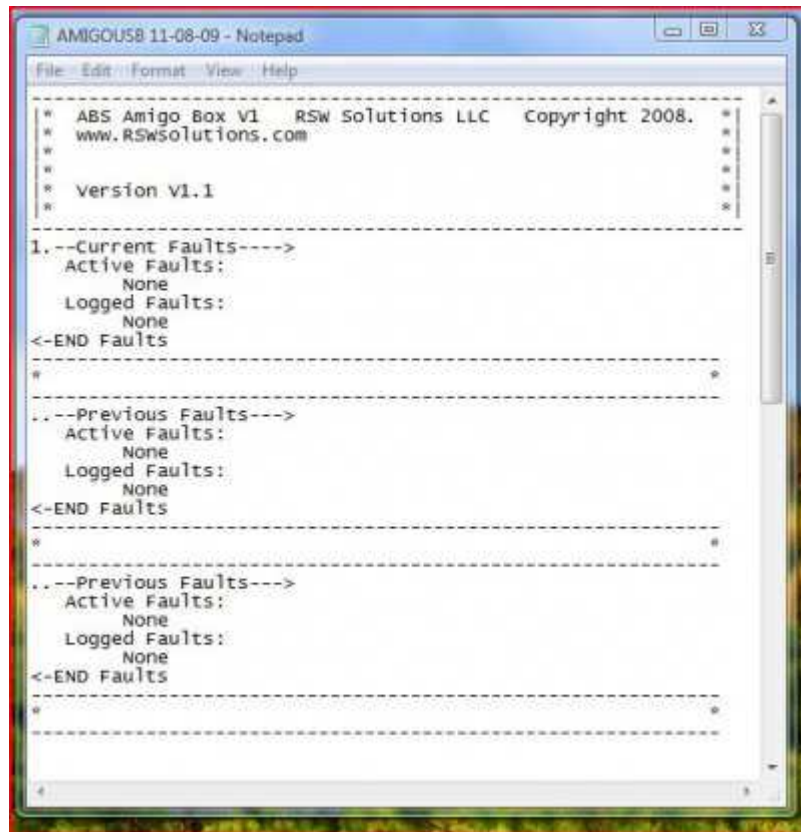 AMIGOUSB 11-08-09 - Notepad
File Edit Format View Help
-------------------------------------------------------------
|* ABS Amigo Box V1 RSW Solutions LLC Copyright 2008. *|
|* www.RSWsolutions.com *|
|* *|
|* *|
|* Version V1.1 *|
|* *|
-------------------------------------------------------------
1.--Current Faults---->
Active Faults:
None
Logged Faults:
None
<-END Faults
-----------------------------------------------------------
* *
-----------------------------------------------------------
..--Previous Faults--->
Active Faults:
None
Logged Faults:
None
<-END Faults
-----------------------------------------------------------
* *
-----------------------------------------------------------
..--Previous Faults--->
Active Faults:
None
Logged Faults:
None
<-END Faults
-----------------------------------------------------------
* *
-----------------------------------------------------------